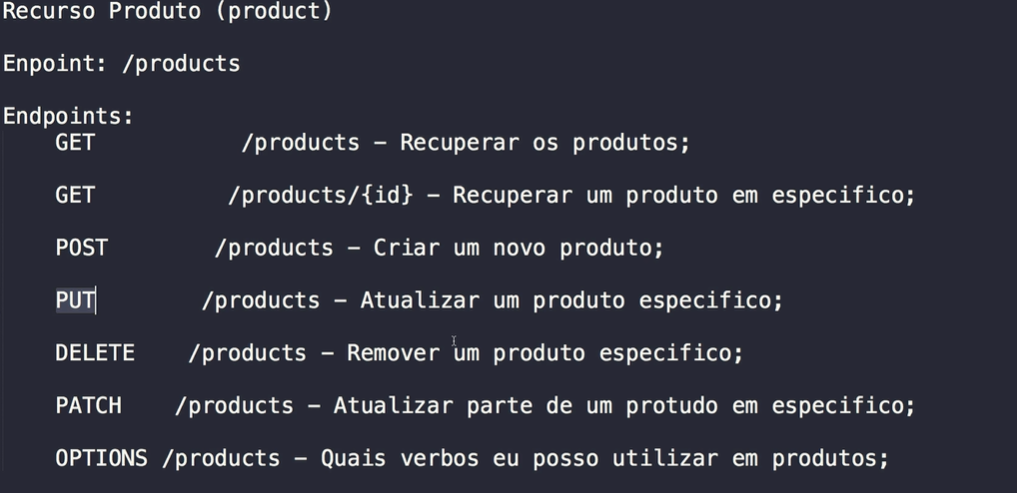 Recurso Produto (product)
Enpoint: /products
Endpoints:
GET /products – Recuperar os produtos;
GET /products/{id} – Recuperar um produto em especifico;
POST /products – Criar um novo produto;
PUT /products – Atualizar um produto especifico;
DELETE /products – Remover um produto especifico;
PATCH /products – Atualizar parte de um protudo em especifico;
OPTIONS /products – Quais verbos eu posso utilizar em produtos;